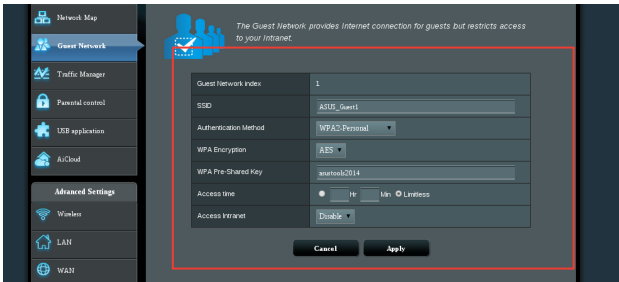 Network Map
The Guest Network provides Internet connection for guests but restricts access
to your Intranet.
Guest Network
Traffic Manager
Parental control
USB application
AiCloud
Advanced Settings
Wireless
LAN
WAN
Guest Network index 1
SSID ASUS_Guest1
Authentication Method WPA2-Personal
WPA Encryption AES
WPA Pre-Shared Key asustools2014
Access time Hr Min Limitless
Access Intranet Disable
Cancel Apply